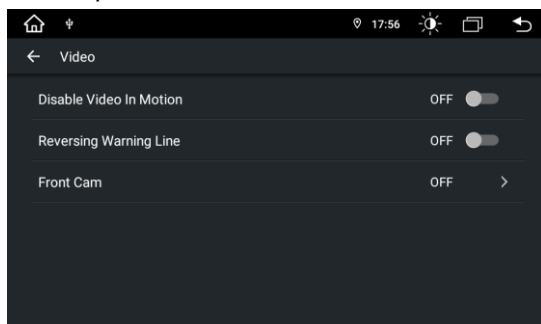 17:56
Video
Disable Video In Motion OFF
Reversing Warning Line OFF
Front Cam OFF